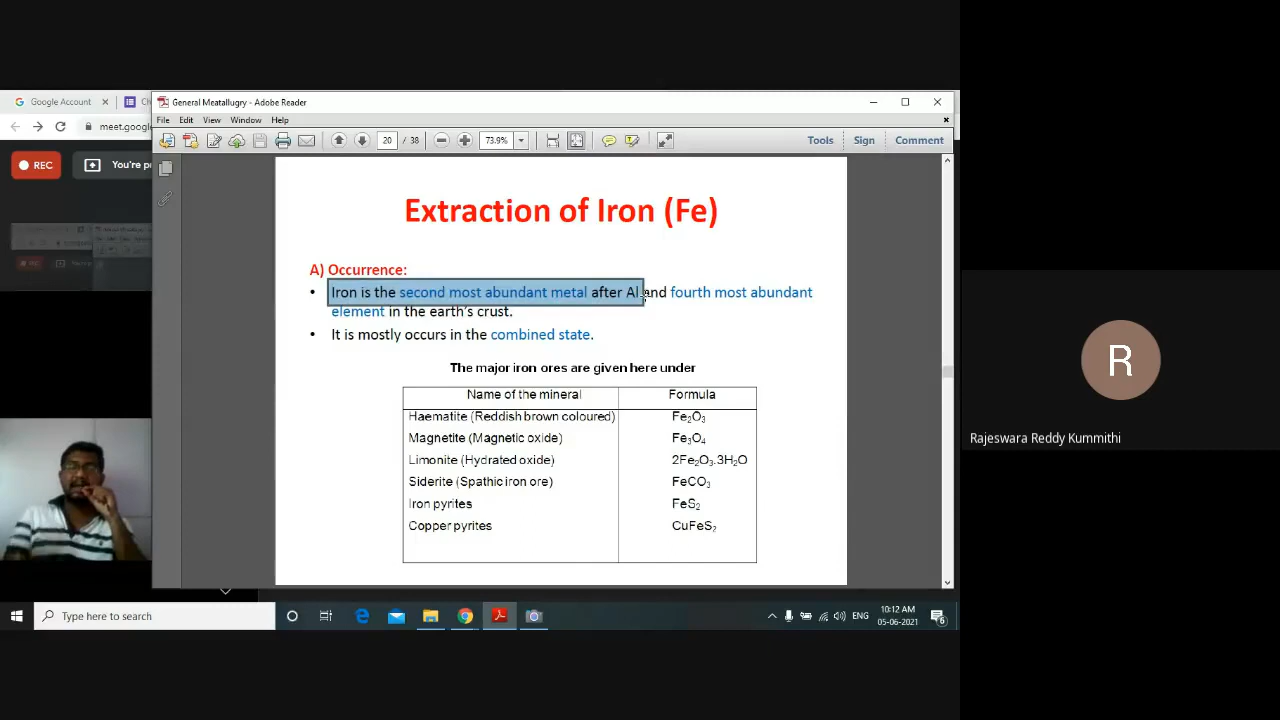 Google Account
meet.google
REC
You're p
General Meatallugry - Adobe Reader
File Edit View Window Help
20 / 38 73.9% Tools Sign Comment
Extraction of Iron (Fe)
A) Occurrence:
• Iron is the second most abundant metal after Al and fourth most abundant
element in the earth's crust.
• It is mostly occurs in the combined state.
The major iron ores are given here under
Name of the mineral Formula
Haematite (Reddish brown coloured) Fe2O3
Magnetite (Magnetic oxide) Fe3O4
Limonite (Hydrated oxide) 2Fe2O3.3H2O
Siderite (Spathic iron ore) FeCO3
Iron pyrites FeS2
Copper pyrites CuFeS2
R
Rajeswara Reddy Kummithi
Type here to search
ENG
10:12 AM
05-06-2021
6